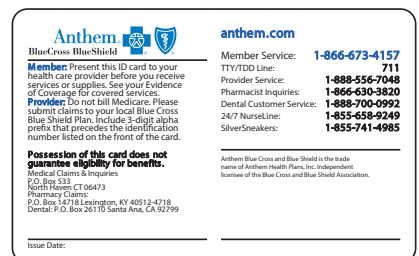 Anthem
BlueCross BlueShield
Member: Present this ID card to your
health care provider before you receive
services or supplies. See your Evidence
of Coverage for covered services.
Provider: Do not bill Medicare. Please
submit claims to your local Blue Cross
Blue Shield Plan. Include 3-digit alpha
prefix that precedes the identification
number listed on the front of the card.
Possession of this card does not
guarantee eligibility for benefits.
Medical Claims & Inquiries
P.O. Box 533
North Haven CT 06473
Pharmacy Claims:
P.O. Box 14718 Lexington, KY 40512-4718
Dental: P.O. Box 26110 Santa Ana, CA 92799
Issue Date:
anthem.com
Member Service: 1-866-673-4157
TTY/TDD Line: 711
Provider Service: 1-888-556-7048
Pharmacist Inquiries: 1-866-630-3820
Dental Customer Service: 1-888-700-0992
24/7 NurseLine: 1-855-658-9249
SilverSneakers: 1-855-741-4985
Anthem Blue Cross and Blue Shield is the trade
name of Anthem Health Plans, Inc. Independent
licensee of the Blue Cross and Blue Shield Association.